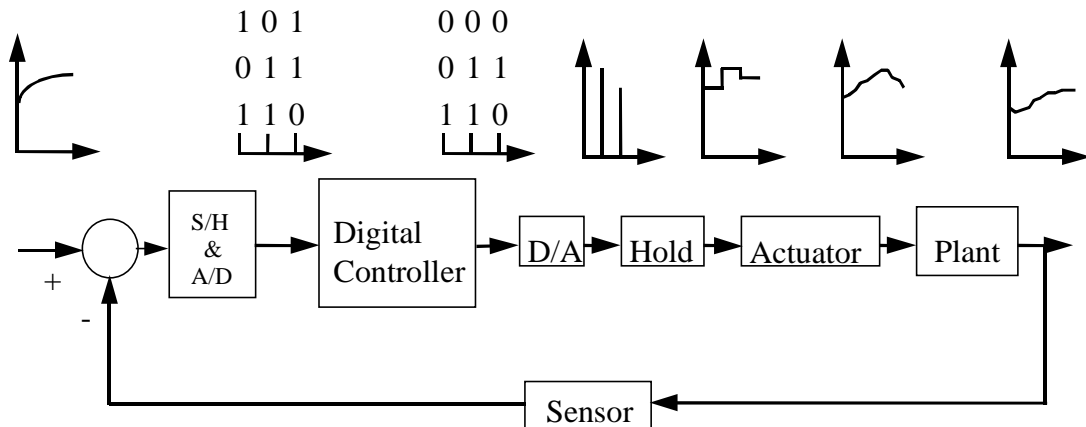 1 0 1
0 1 1
1 1 0
0 0 0
0 1 1
1 1 0
S/H
&
A/D
Digital
Controller
D/A
Hold
Actuator
Plant
+
-
Sensor